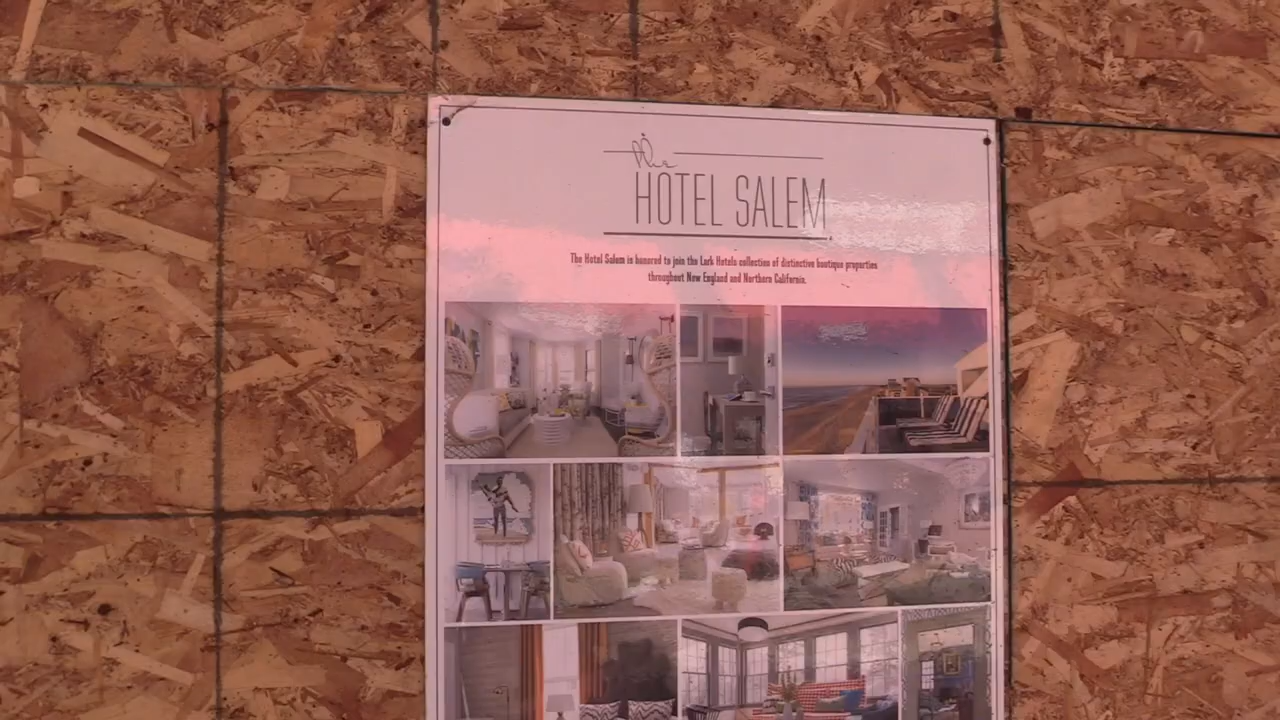 The
HOTEL SALEM
The Hotel Salem is honored to join the Lark Hotels collection of distinctive boutique properties
throughout New England and Northern California.